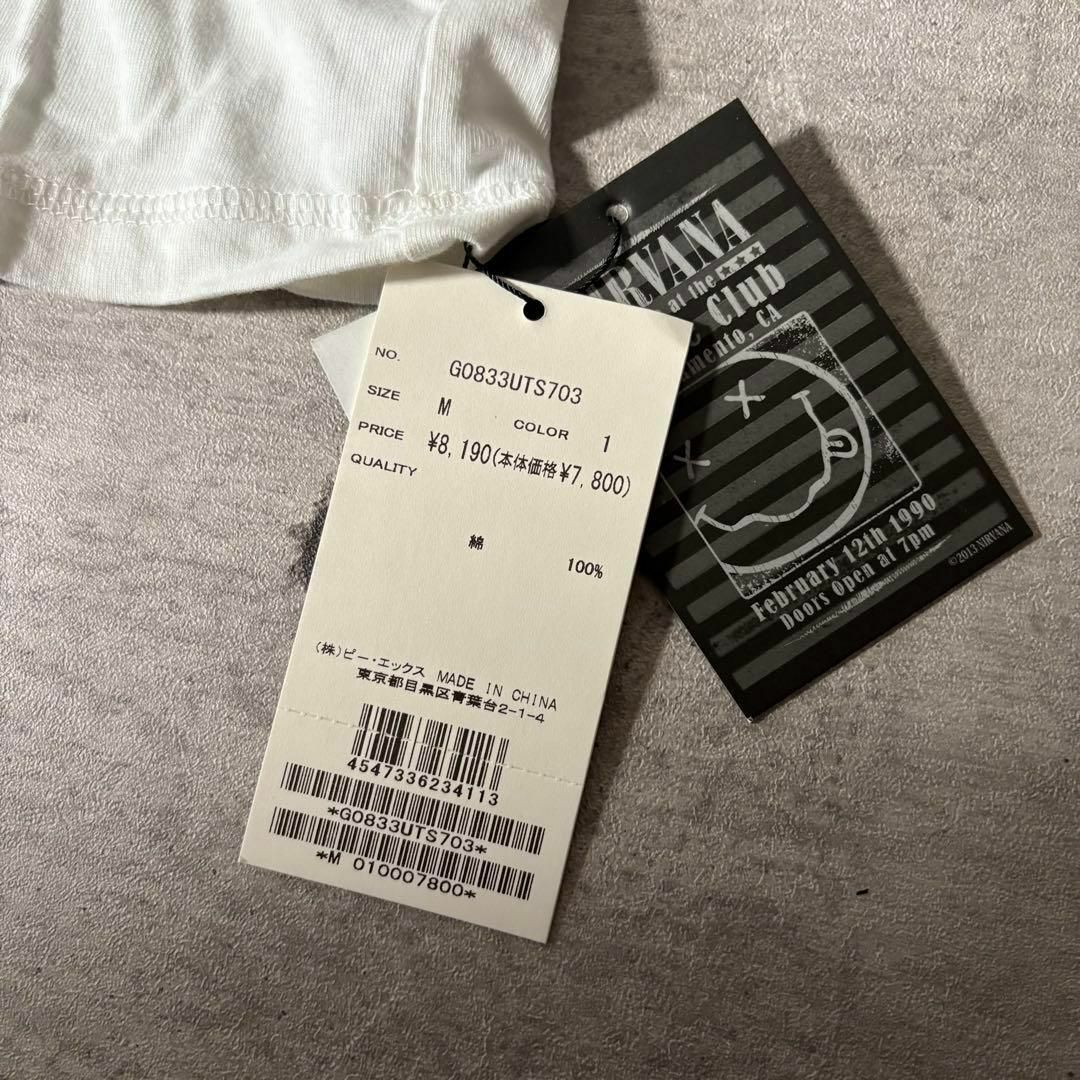 NO. G0833UTS703
SIZE M COLOR 1
PRICE ¥8,190(本体価格¥7,800)
QUALITY
綿 100%
(株)ピー・エックス MADE IN CHINA
東京都目黒区青葉台2-1-4
4547336234113
*G0833UTS703*
*M 010007800*
at the
Club
CA
February 12th 1990
Doors Open at 7pm
©2013 NIRVANA